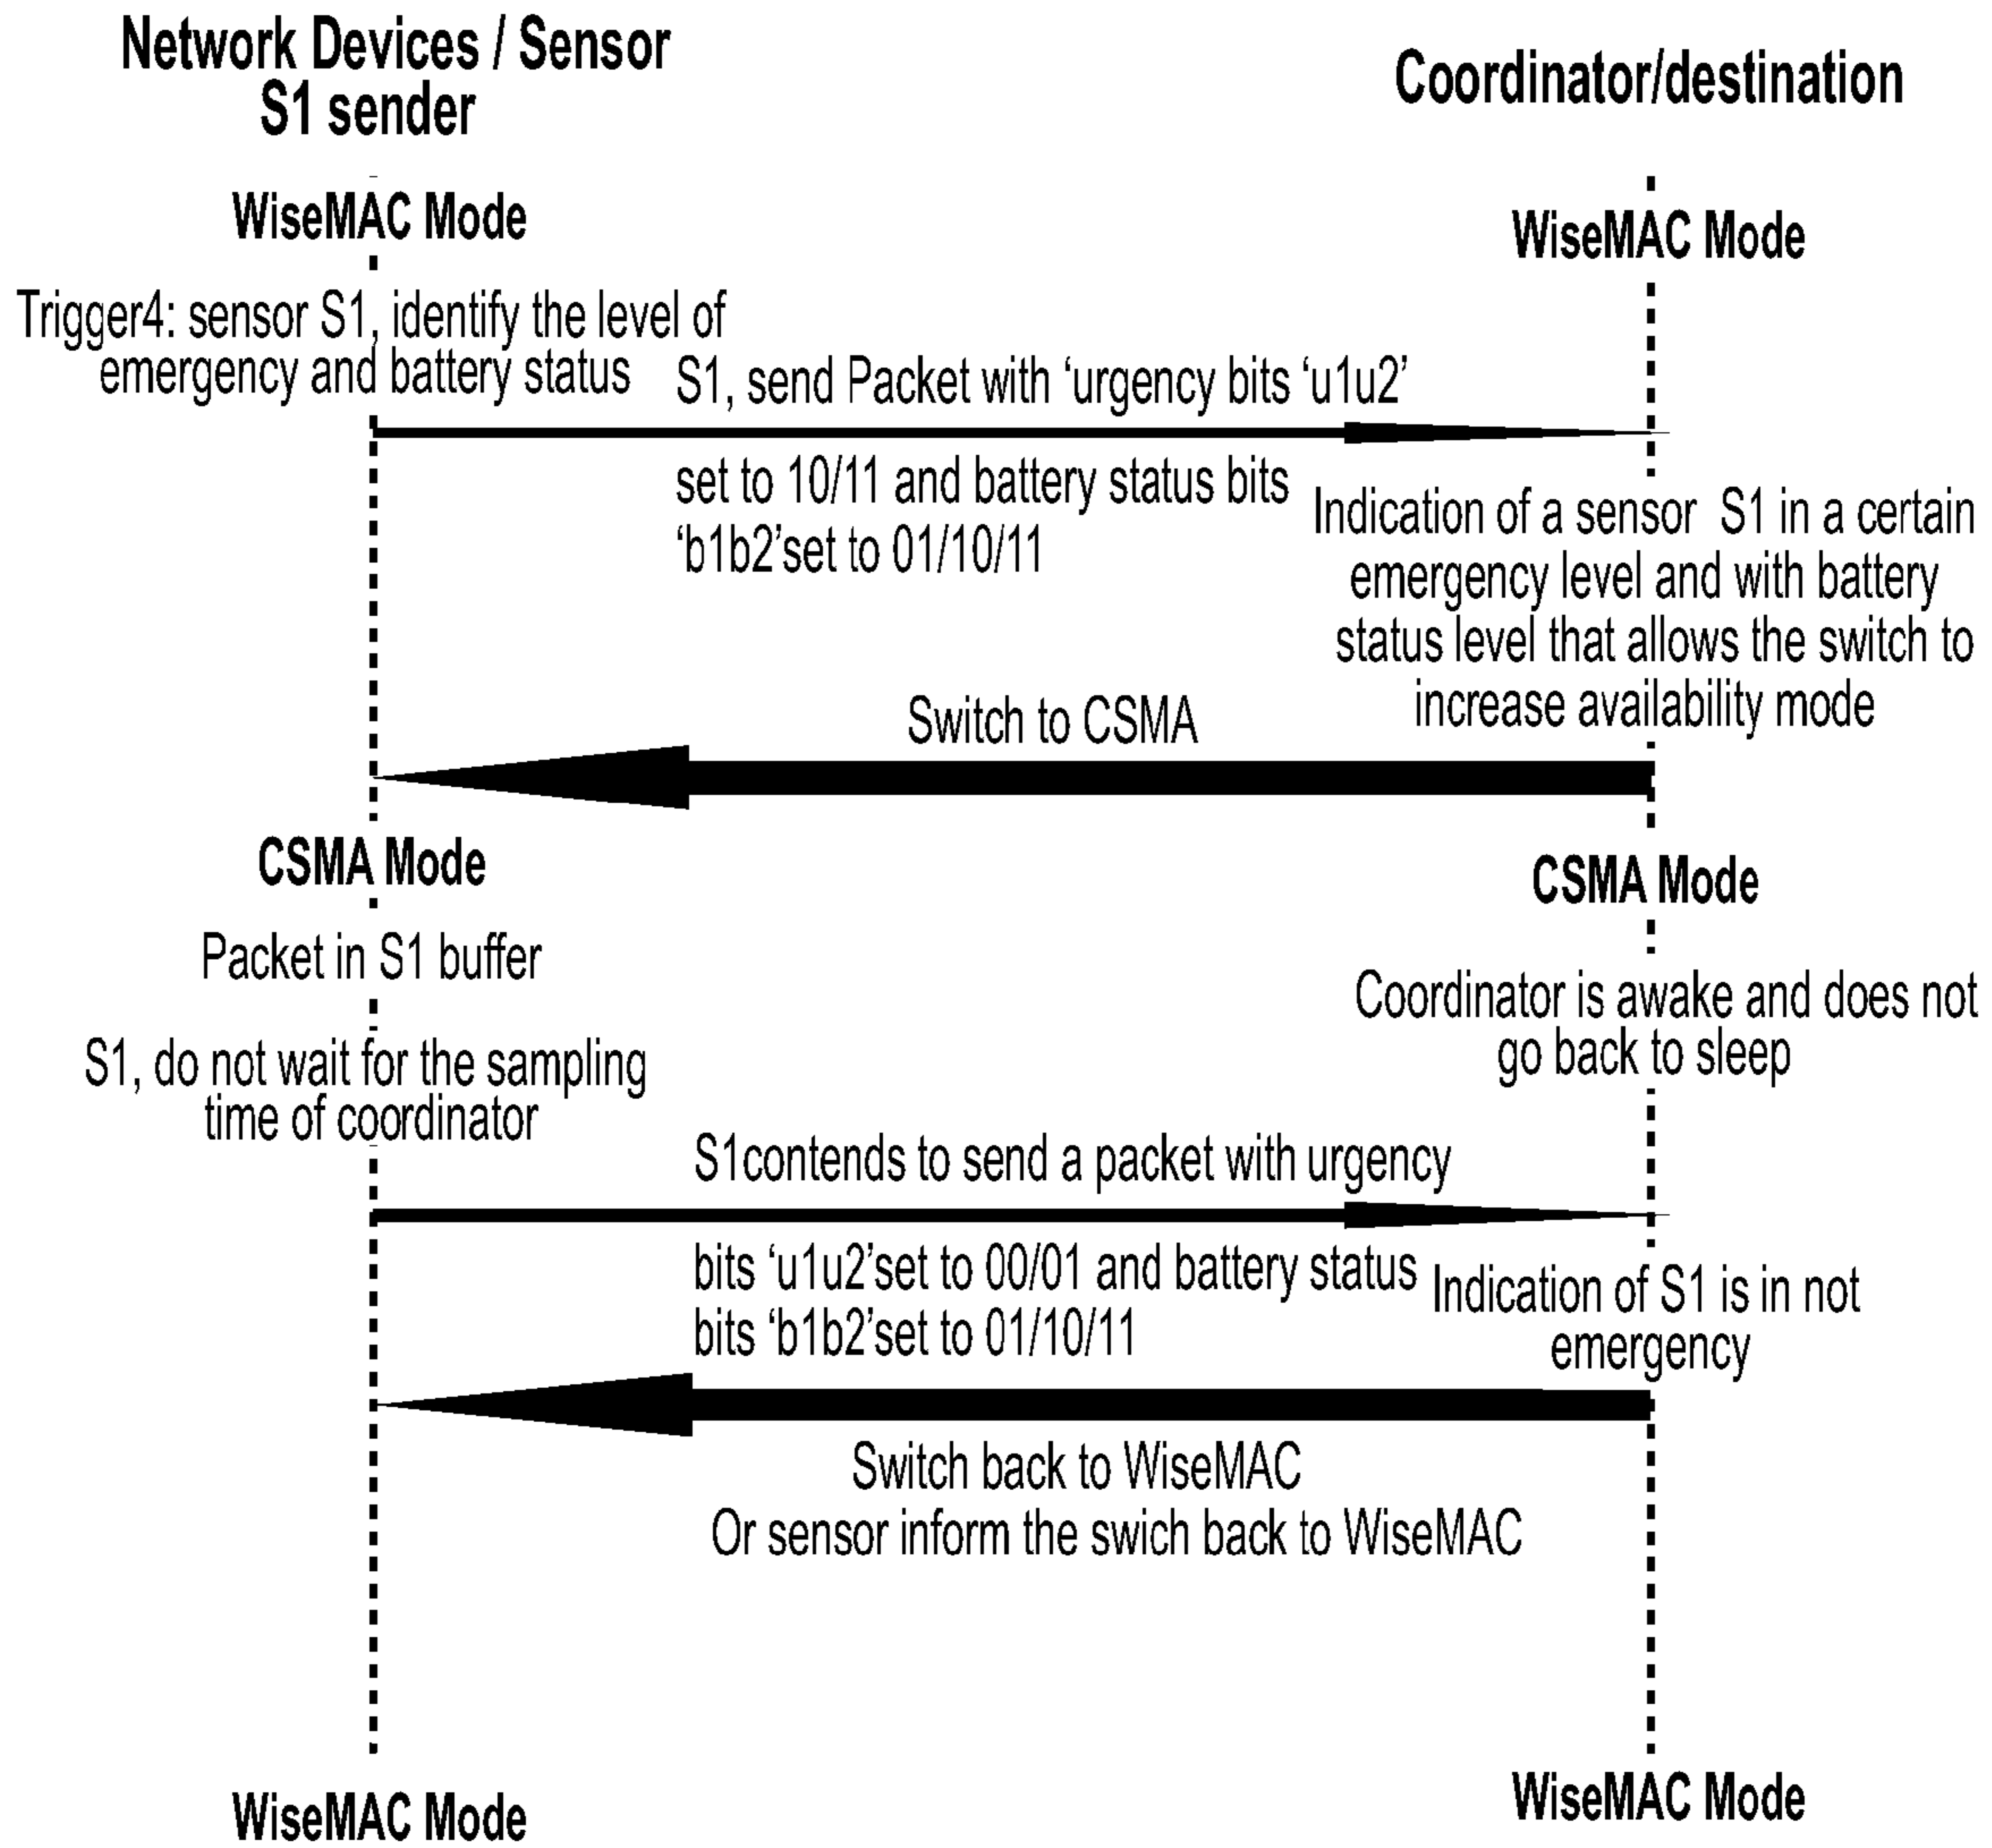 Network Devices / Sensor
S1 sender
Coordinator/destination
WiseMAC Mode
WiseMAC Mode
Trigger4: sensor S1, identify the level of
emergency and battery status
S1, send Packet with ‘urgency bits ‘u1u2’
set to 10/11 and battery status bits
‘b1b2’set to 01/10/11
Indication of a sensor S1 in a certain
emergency level and with battery
status level that allows the switch to
increase availability mode
Switch to CSMA
CSMA Mode
CSMA Mode
Packet in S1 buffer
Coordinator is awake and does not
go back to sleep
S1, do not wait for the sampling
time of coordinator
S1contends to send a packet with urgency
bits ‘u1u2’set to 00/01 and battery status
bits ‘b1b2’set to 01/10/11
Indication of S1 is in not
emergency
Switch back to WiseMAC
Or sensor inform the swich back to WiseMAC
WiseMAC Mode
WiseMAC Mode